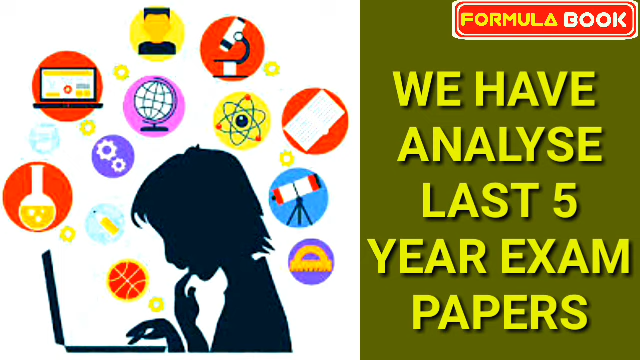 FORMULA BOOK
WE HAVE
ANALYSE
LAST 5
YEAR EXAM
PAPERS